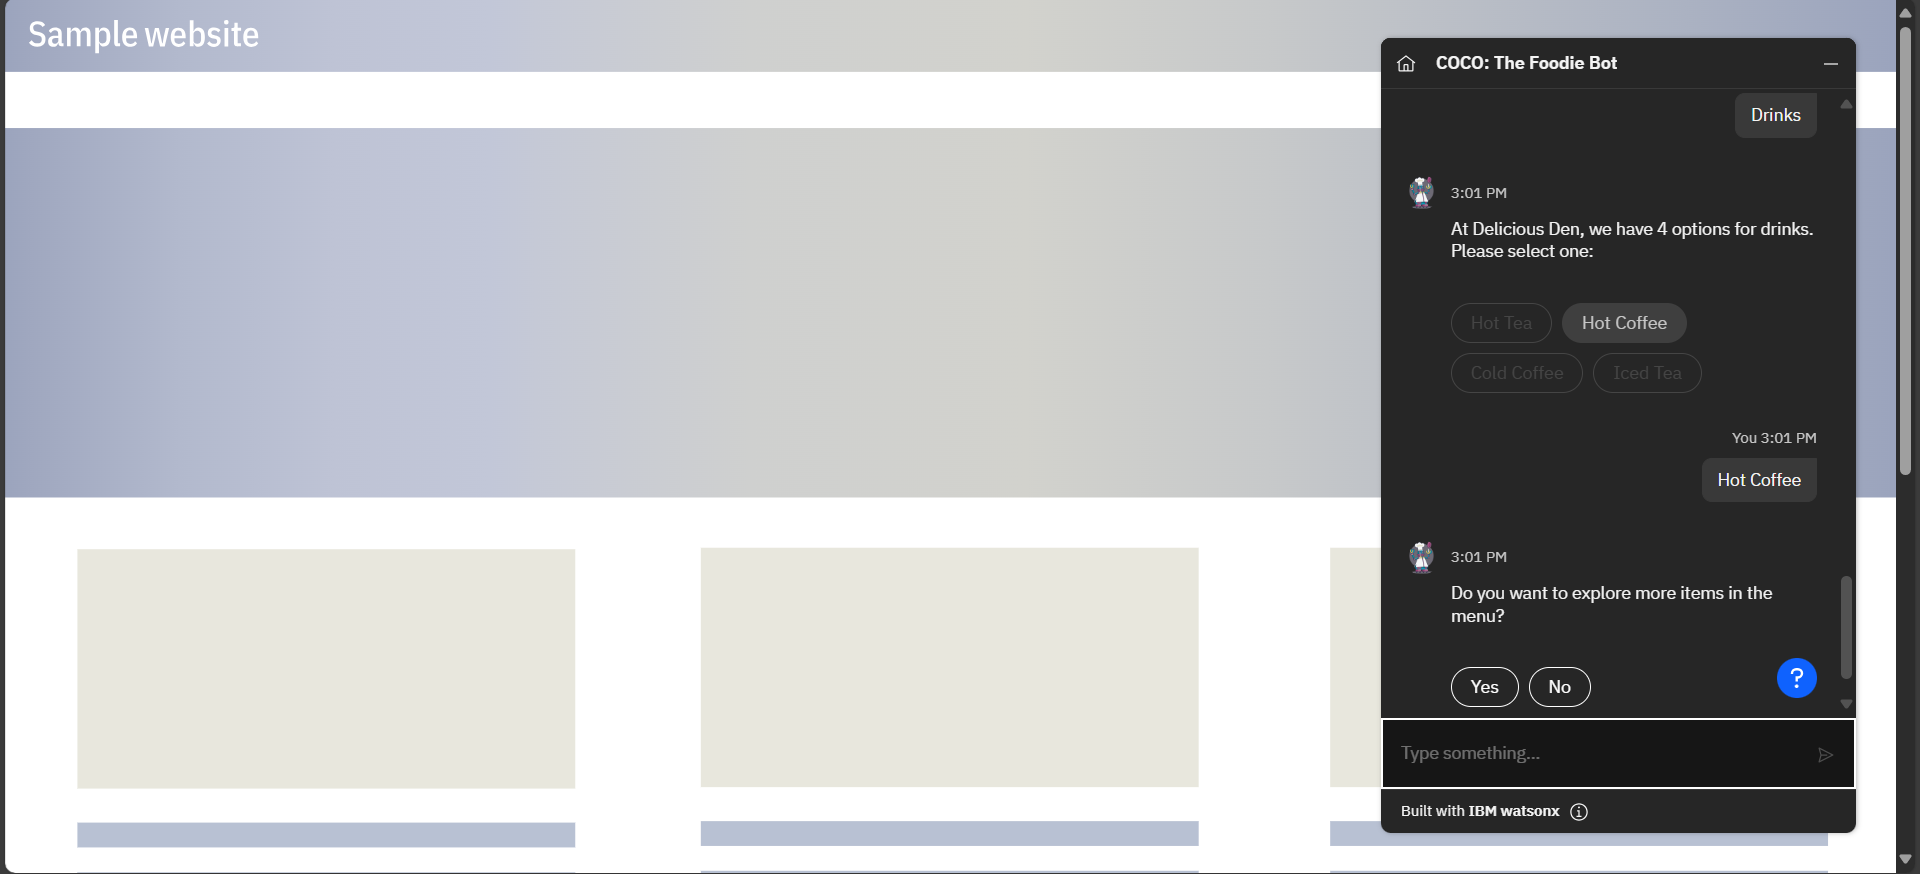 Sample website
COCO: The Foodie Bot
Drinks
3:01 PM
At Delicious Den, we have 4 options for drinks.
Please select one:
Hot Tea
Hot Coffee
Cold Coffee
Iced Tea
You 3:01 PM
Hot Coffee
3:01 PM
Do you want to explore more items in the
menu?
Yes
No
?
Type something...
Built with IBM watsonx